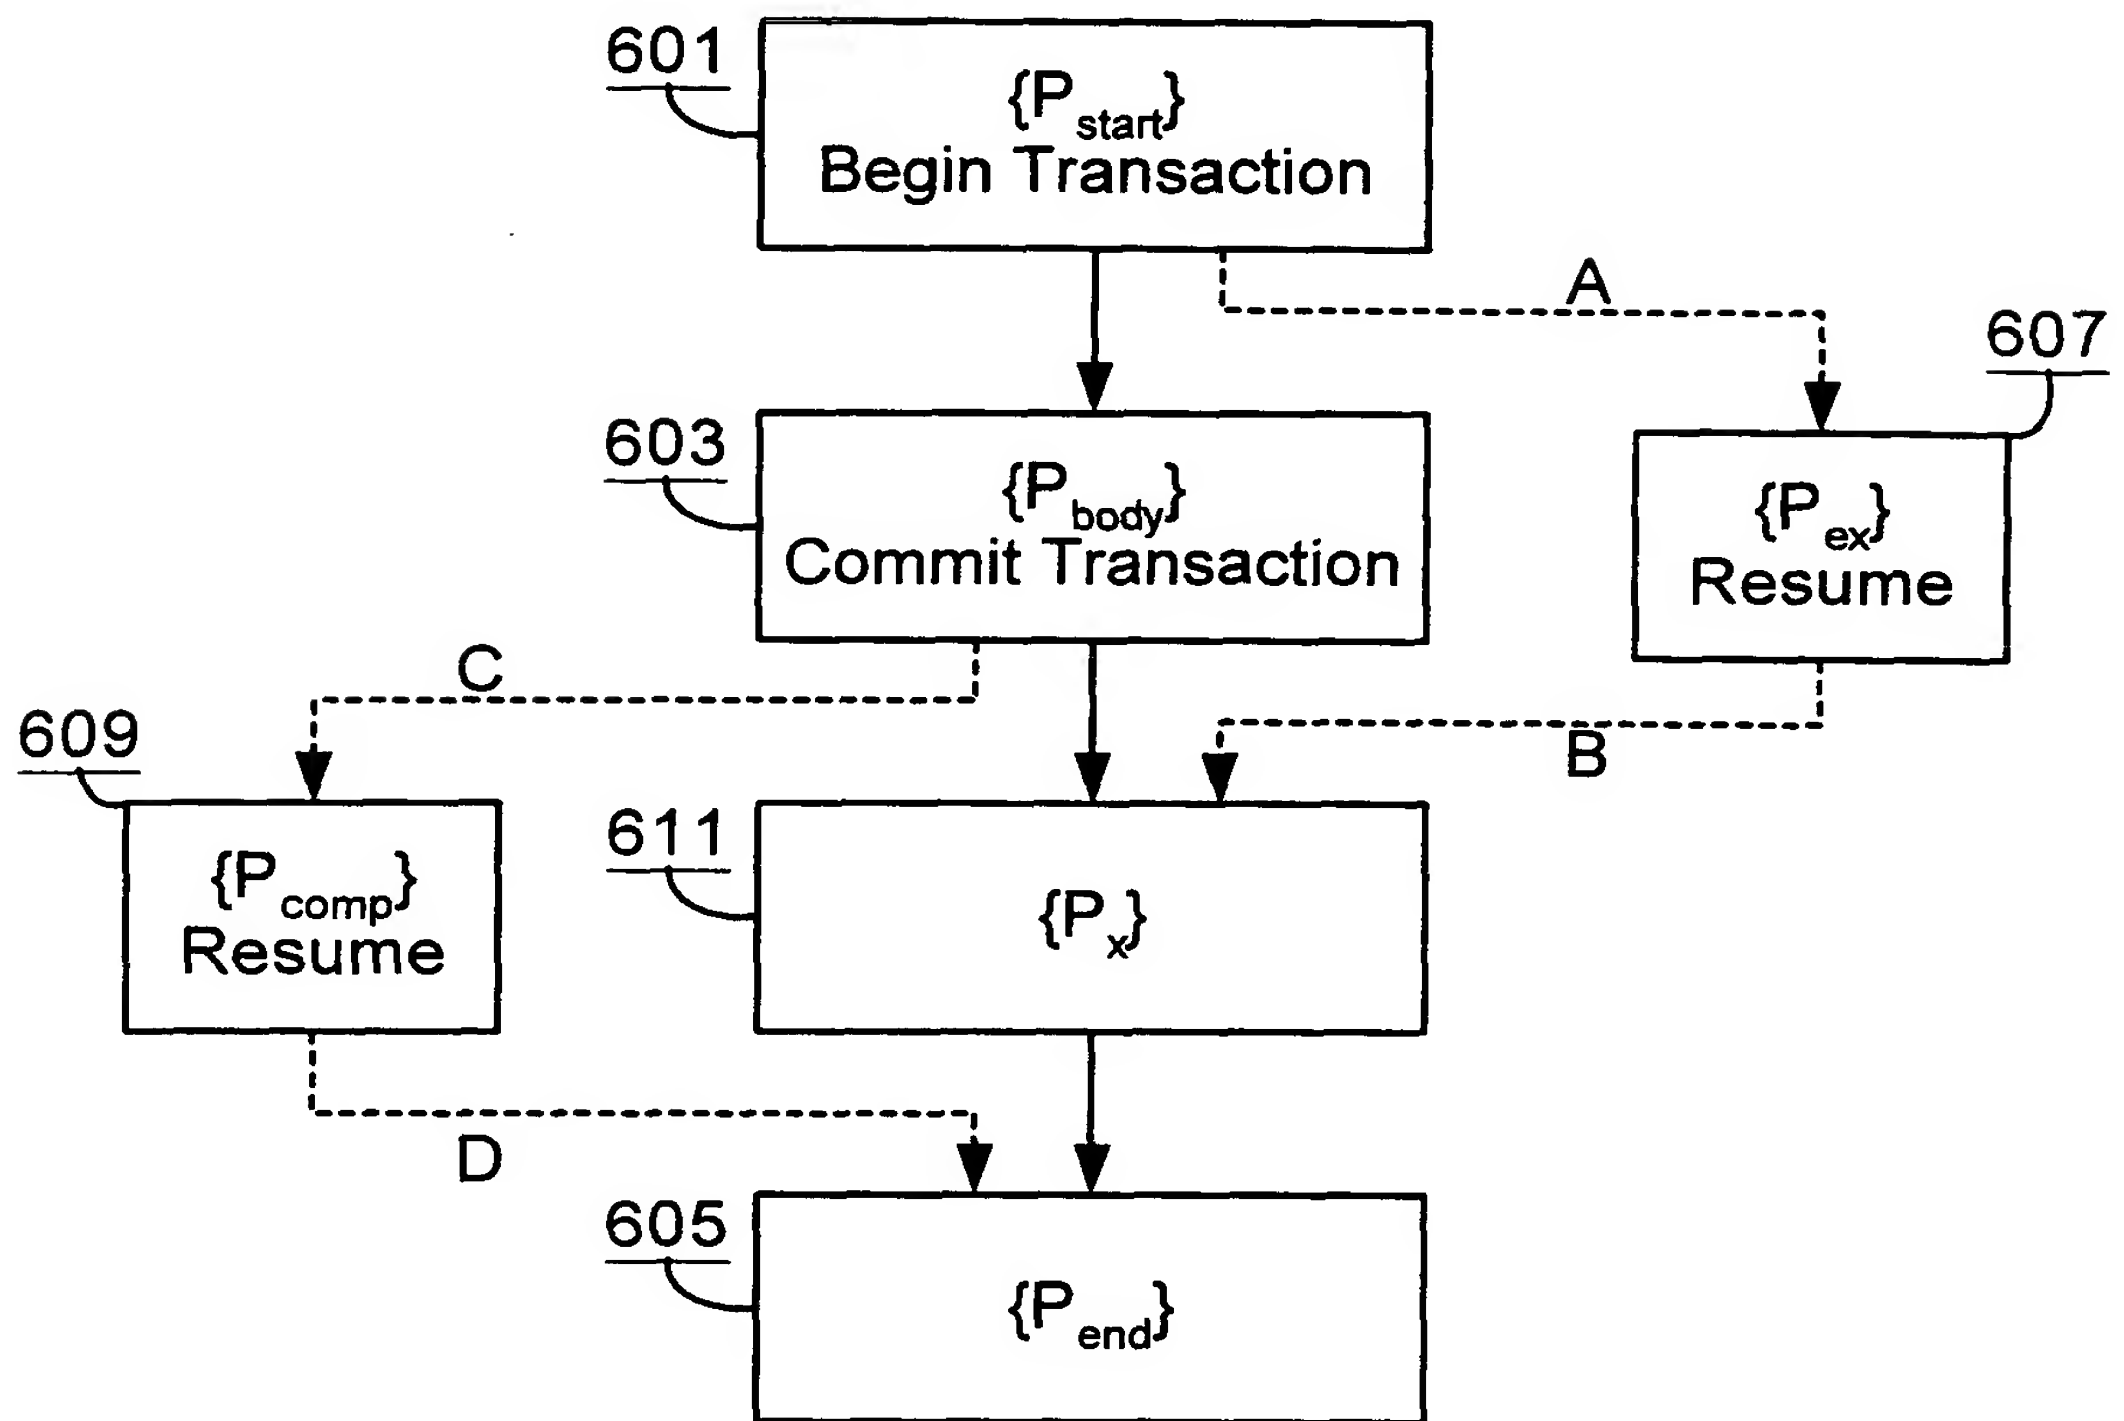 601
{Pstart}
Begin Transaction
A
607
603
{Pbody}
Commit Transaction
{Pex}
Resume
C
B
609
611
{Pcomp}
Resume
{Px}
D
605
{Pend}